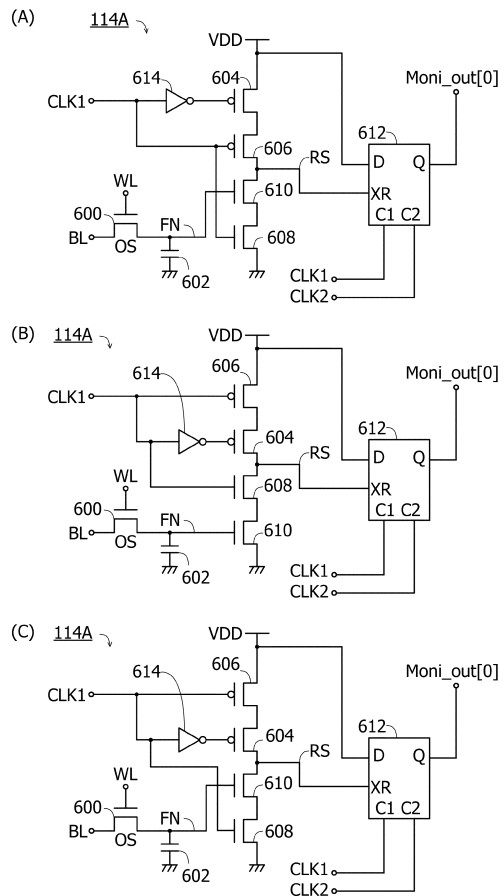 (A)
114A
VDD
614
604
CLK1
Moni_out[0]
612
606
RS
D
Q
WL
XR
600
FN
610
C1 C2
BL
OS
608
602
CLK1
CLK2
(B)
114A
VDD
614
606
CLK1
Moni_out[0]
612
604
RS
D
Q
WL
608
XR
600
FN
C1 C2
BL
OS
610
602
CLK1
CLK2
(C)
114A
VDD
614
606
CLK1
Moni_out[0]
612
604
RS
D
Q
WL
610
XR
600
FN
C1 C2
BL
OS
608
602
CLK1
CLK2